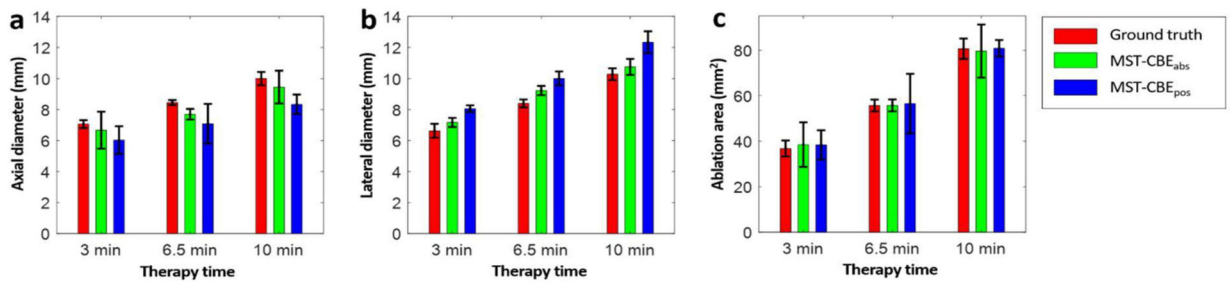 a
Axial diameter (mm)
14
12
10
8
6
4
2
0
3 min 6.5 min 10 min
Therapy time
b
Lateral diameter (mm)
14
12
10
8
6
4
2
0
3 min 6.5 min 10 min
Therapy time
c
Ablation area (mm²)
80
60
40
20
0
3 min 6.5 min 10 min
Therapy time
Ground truth
MST-CBEabs
MST-CBEpos